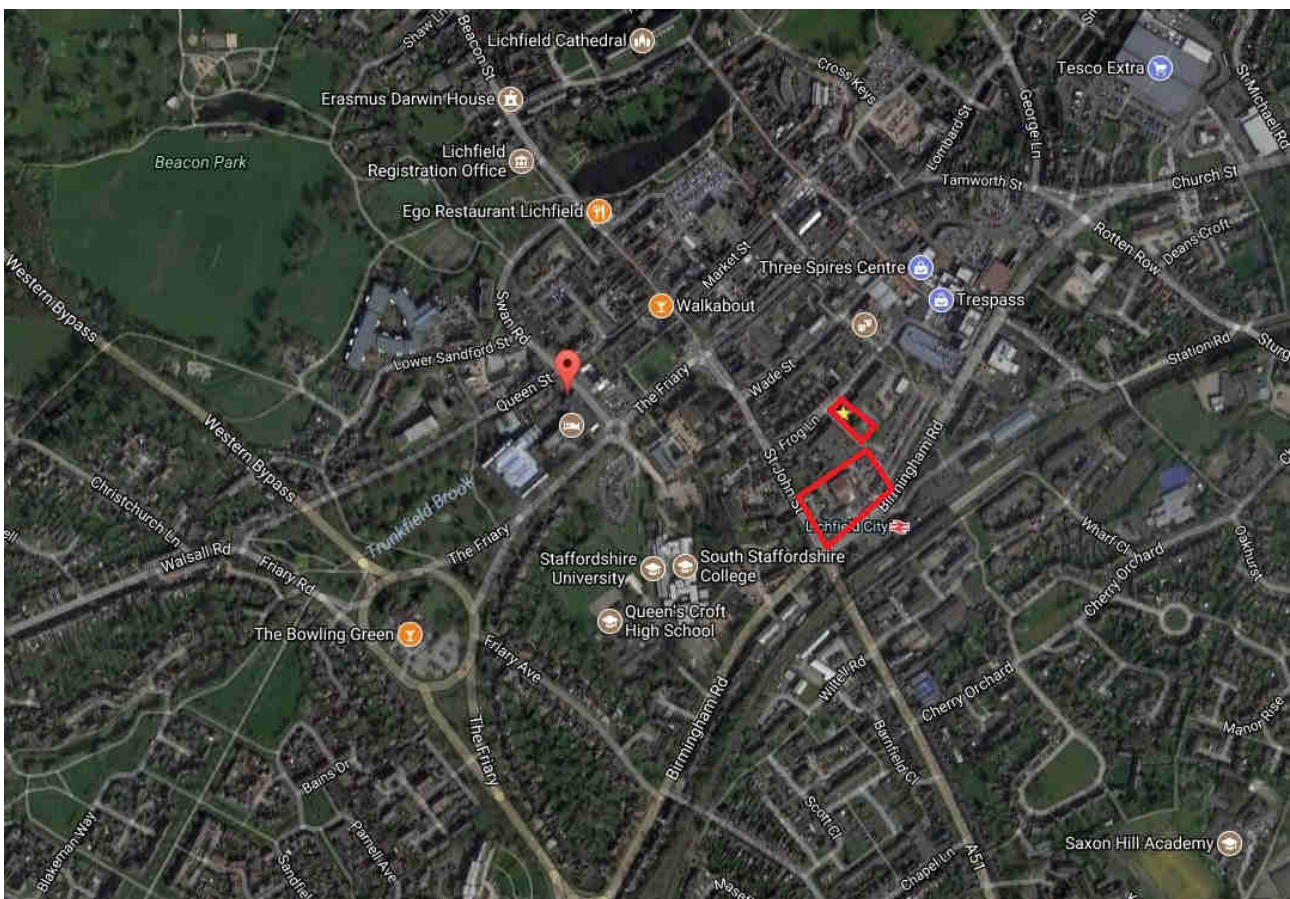 Shaw Ln
Beacon St
Lichfield Cathedral
Cross Keys
Tesco Extra
St. Michael Rd
Erasmus Darwin House
George Ln
Lombard St
Beacon Park
Lichfield
Registration Office
Tamworth St
Church St
Ego Restaurant Lichfield
Rotten Row
Deans Croft
Market St
Three Spires Centre
Western Bypass
Swan Rd
Walkabout
Trespass
Lower Sandford St
Station Rd
Queen St
The Friary
Wade St
Frog Ln
St John St
Birmingham Rd
Western Bypass
Christchurch Ln
Trunkfield Brook
Walsall Rd
The Friary
Lichfield City
Wharf Cl
Oakhurst
Friary Rd
Staffordshire
University
South Staffordshire
College
Cherry Orchard
Queen's Croft
High School
The Bowling Green
Friary Ave
Wiltell Rd
Cherry Orchard
Manor Rise
The Friary
Birmingham Rd
Barnfield Cl
Bains Dr
Parnell Ave
Scott Cl
A51
Saxon Hill Academy
Blakeman Way
Chapel Ln